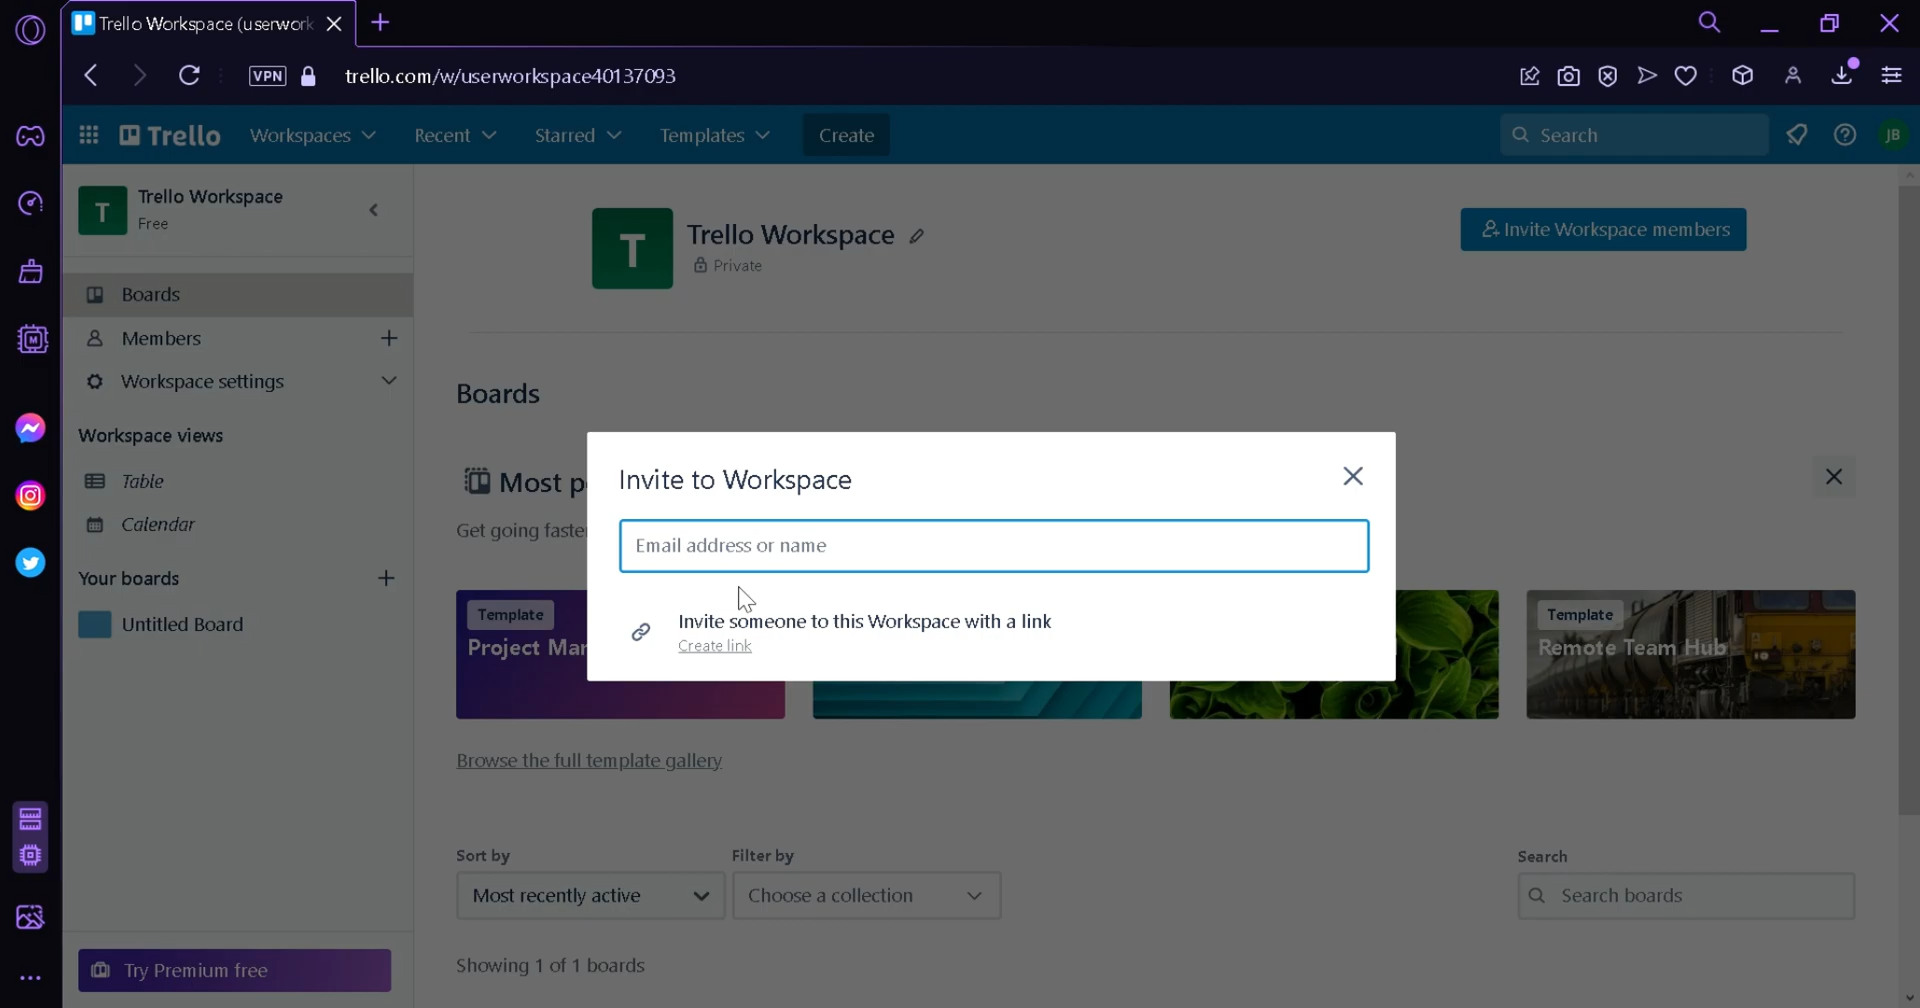 Trello Workspace (userwork
VPN
trello.com/w/userworkspace40137093
Trello
Workspaces
Recent
Starred
Templates
Create
Search
JB
T
Trello Workspace
Free
Boards
Members
Workspace settings
Workspace views
Table
Calendar
Your boards
Untitled Board
Try Premium free
T
Trello Workspace
Private
Invite Workspace members
Boards
Most p
Get going faste
Invite to Workspace
Email address or name
Invite someone to this Workspace with a link
Create link
Template
Project Mar
Template
Remote Team Hub
Browse the full template gallery
Sort by
Most recently active
Filter by
Choose a collection
Search
Search boards
Showing 1 of 1 boards